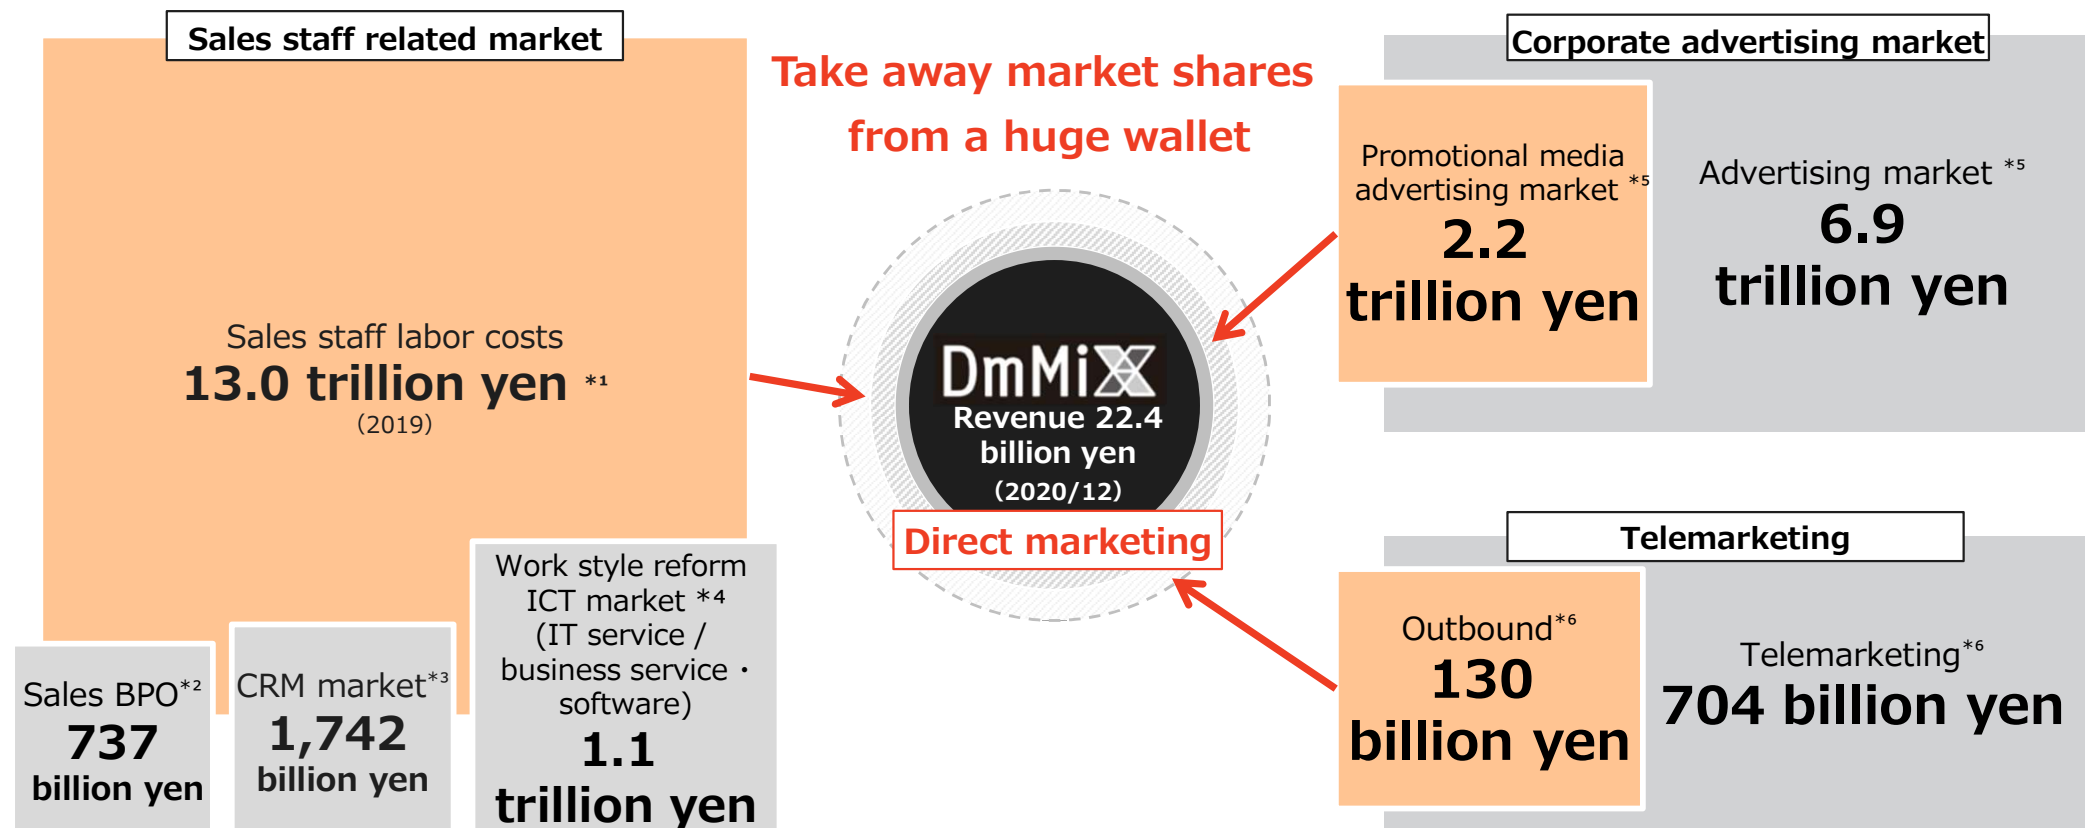 Sales staff related market
Sales staff labor costs
13.0 trillion yen *1
（2019）
Sales BPO*2
737
billion yen
CRM market*3
1,742
billion yen
Work style reform
ICT market *4
(IT service /
business service・
software)
1.1
trillion yen
Take away market shares
from a huge wallet
DmMiX
Revenue 22.4
billion yen
（2020/12）
Direct marketing
Corporate advertising market
Promotional media
advertising market *5
2.2
trillion yen
Advertising market *5
6.9
trillion yen
Telemarketing
Outbound*6
130
billion yen
Telemarketing*6
704 billion yen